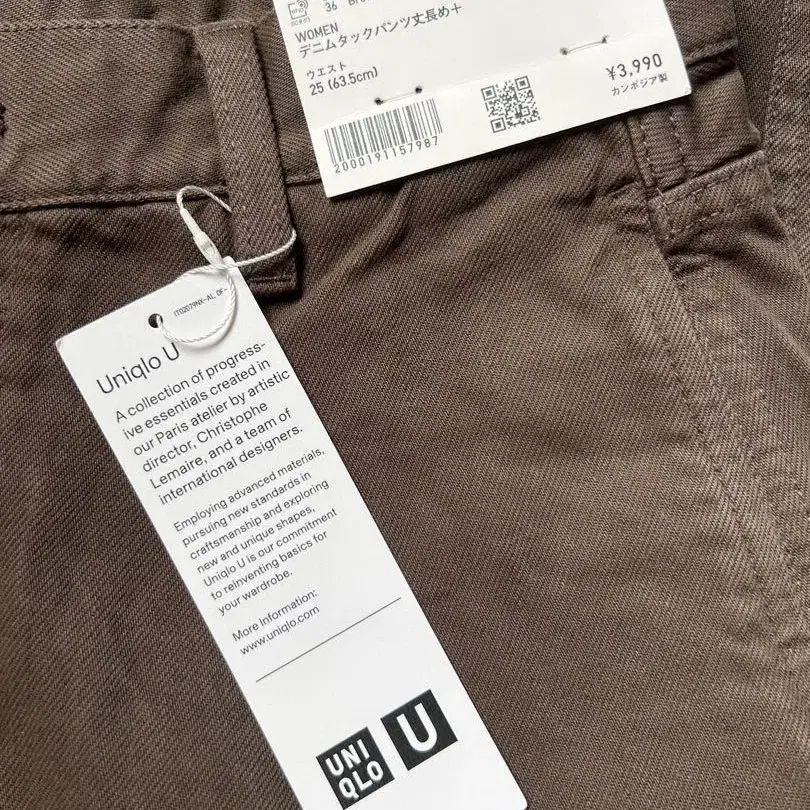 36
WOMEN
デニムタックパンツ丈長め+
ウエスト
25 (63.5cm)
¥3,990
カンボジア製
2000191157987
Uniqlo U
A collection of progress-
ive essentials created in
our Paris atelier by artistic
director, Christophe
Lemaire, and a team of
international designers.
Employing advanced materials,
pursuing new standards in
craftsmanship and exploring
new and unique shapes,
Uniqlo U is our commitment
to reinventing basics for
your wardrobe.
More Information:
www.uniqlo.com
UNI
QLO
U